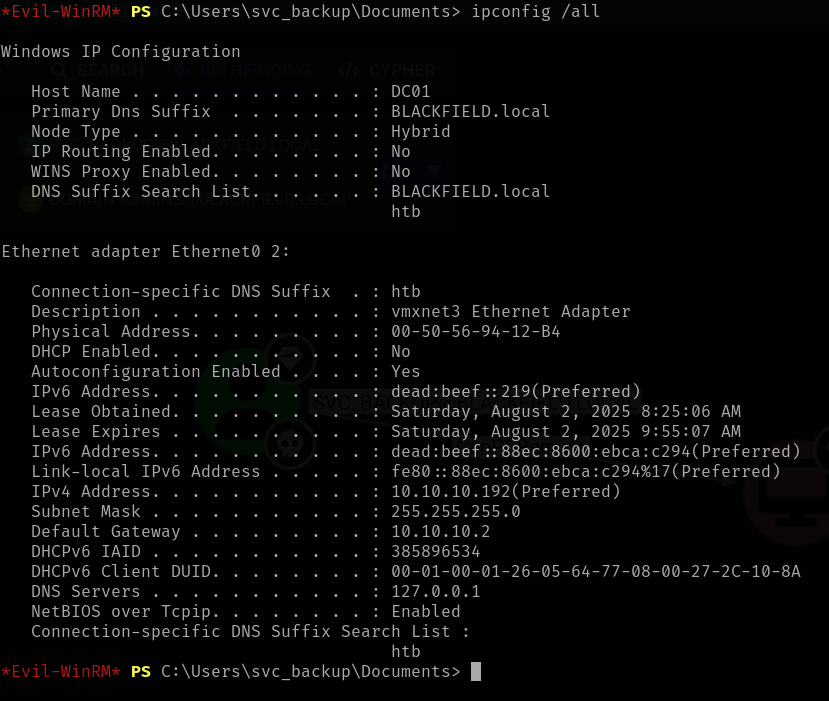 *Evil-WinRM* PS C:\Users\svc_backup\Documents> ipconfig /all
Windows IP Configuration
SEARCH PATHFINDING </> CYPHER
Host Name . . . . . . . . . . . . : DC01
Primary Dns Suffix  . . . . . . . : BLACKFIELD.local
Node Type . . . . . . . . . . . . : Hybrid
IP Routing Enabled. . . . . . . . : No
WINS Proxy Enabled. . . . . . . . : No
DNS Suffix Search List. . . . . . : BLACKFIELD.local
htb
Ethernet adapter Ethernet0 2:
Connection-specific DNS Suffix  . : htb
Description . . . . . . . . . . . : vmxnet3 Ethernet Adapter
Physical Address. . . . . . . . . : 00-50-56-94-12-B4
DHCP Enabled. . . . . . . . . . . : No
Autoconfiguration Enabled . . . . : Yes
IPv6 Address. . . . . . . . . . . : dead:beef::219(Preferred)
Lease Obtained. . . . . . . . . . : Saturday, August 2, 2025 8:25:06 AM
Lease Expires . . . . . . . . . . : Saturday, August 2, 2025 9:55:07 AM
IPv6 Address. . . . . . . . . . . : dead:beef::88ec:8600:ebca:c294(Preferred)
Link-local IPv6 Address . . . . . : fe80::88ec:8600:ebca:c294%17(Preferred)
IPv4 Address. . . . . . . . . . . : 10.10.10.192(Preferred)
Subnet Mask . . . . . . . . . . . : 255.255.255.0
Default Gateway . . . . . . . . . : 10.10.10.2
DHCPv6 IAID . . . . . . . . . . . : 385896534
DHCPv6 Client DUID. . . . . . . . : 00-01-00-01-26-05-64-77-08-00-27-2C-10-8A
DNS Servers . . . . . . . . . . . : 127.0.0.1
NetBIOS over Tcpip. . . . . . . . : Enabled
Connection-specific DNS Suffix Search List :
htb
*Evil-WinRM* PS C:\Users\svc_backup\Documents>